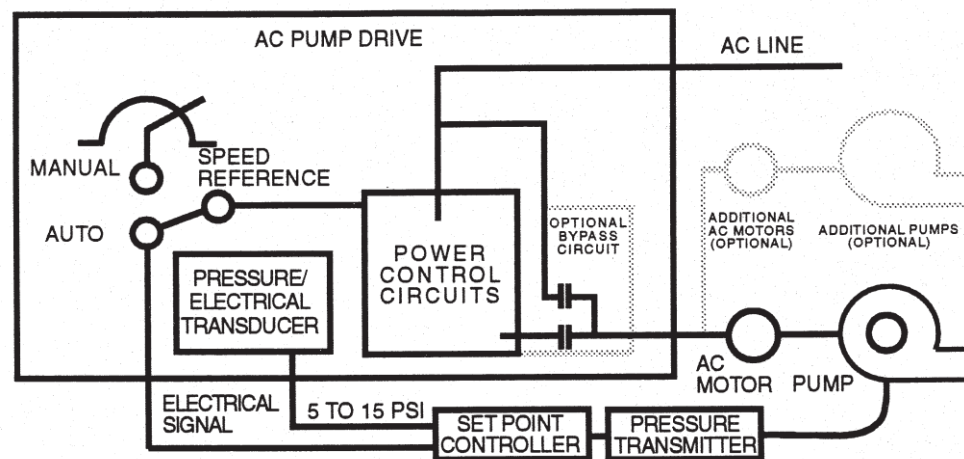 AC PUMP DRIVE
AC LINE
MANUAL
SPEED
REFERENCE
AUTO
PRESSURE/
ELECTRICAL
TRANSDUCER
POWER
CONTROL
CIRCUITS
OPTIONAL
BYPASS
CIRCUIT
ADDITIONAL
AC MOTORS
(OPTIONAL)
ADDITIONAL PUMPS
(OPTIONAL)
AC
MOTOR
PUMP
ELECTRICAL
SIGNAL
5 TO 15 PSI
SET POINT
CONTROLLER
PRESSURE
TRANSMITTER